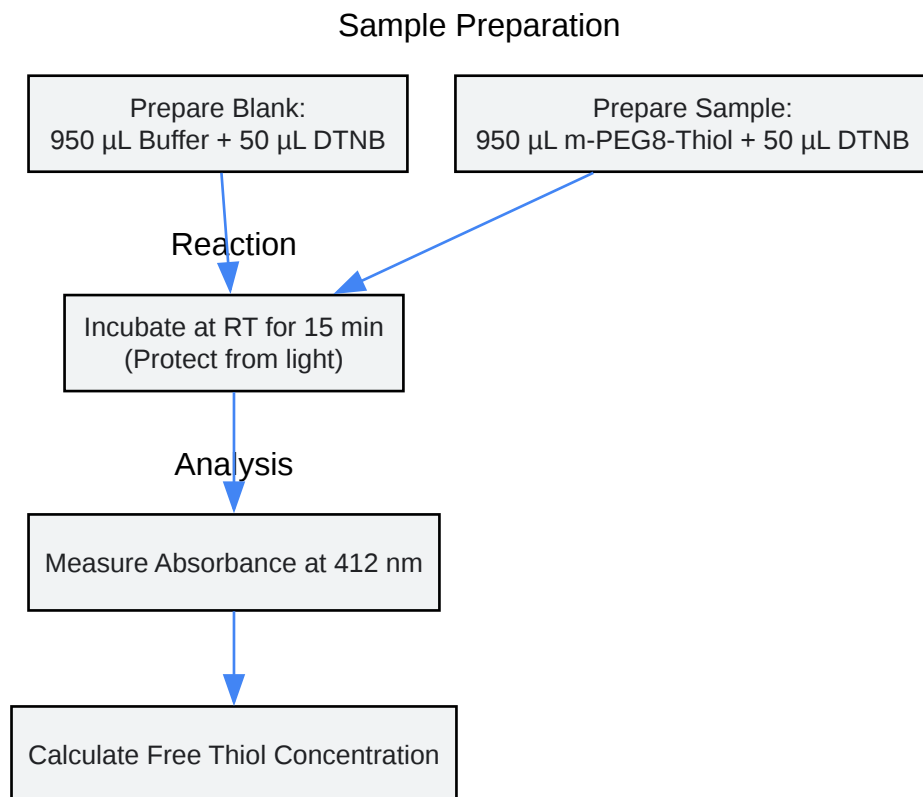 Sample Preparation
Prepare Blank:
950 µL Buffer + 50 µL DTNB
Prepare Sample:
950 µL m-PEG8-Thiol + 50 µL DTNB
Reaction
Incubate at RT for 15 min
(Protect from light)
Analysis
Measure Absorbance at 412 nm
Calculate Free Thiol Concentration